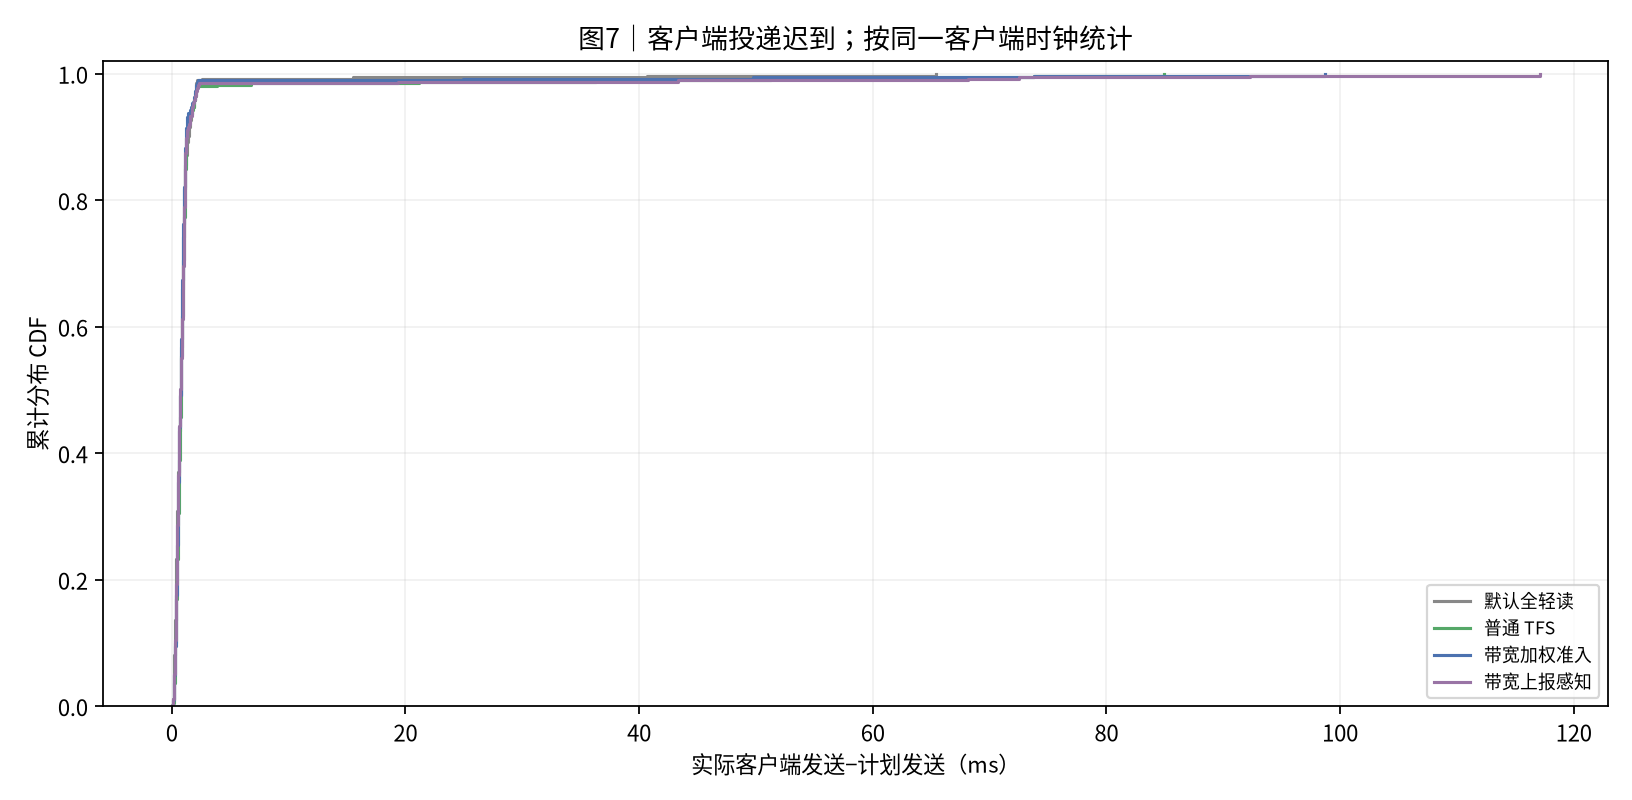 图7｜客户端投递迟到；按同一客户端时钟统计
累计分布 CDF
1.0
0.8
0.6
0.4
0.2
0.0
0
20
40
60
80
100
120
实际客户端发送−计划发送（ms）
默认全轻读
普通 TFS
带宽加权准入
带宽上报感知